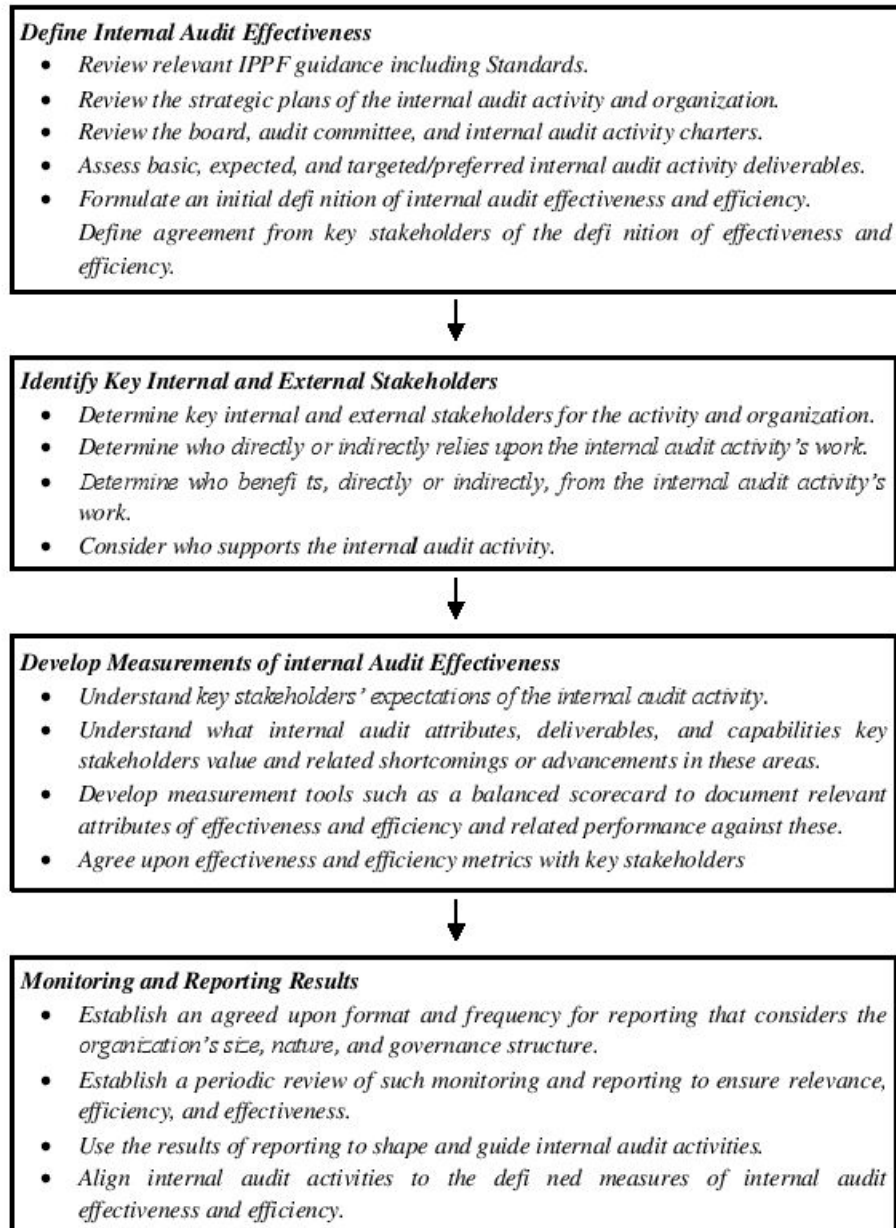 Define Internal Audit Effectiveness
• Review relevant IPPF guidance including Standards.
• Review the strategic plans of the internal audit activity and organization.
• Review the board, audit committee, and internal audit activity charters.
• Assess basic, expected, and targeted/preferred internal audit activity deliverables.
• Formulate an initial defi nition of internal audit effectiveness and efficiency.
Define agreement from key stakeholders of the defi nition of effectiveness and
efficiency.
Identify Key Internal and External Stakeholders
• Determine key internal and external stakeholders for the activity and organization.
• Determine who directly or indirectly relies upon the internal audit activity's work.
• Determine who benefi ts, directly or indirectly, from the internal audit activity's
work.
• Consider who supports the internal audit activity.
Develop Measurements of internal Audit Effectiveness
• Understand key stakeholders' expectations of the internal audit activity.
• Understand what internal audit attributes, deliverables, and capabilities key
stakeholders value and related shortcomings or advancements in these areas.
• Develop measurement tools such as a balanced scorecard to document relevant
attributes of effectiveness and efficiency and related performance against these.
• Agree upon effectiveness and efficiency metrics with key stakeholders
Monitoring and Reporting Results
• Establish an agreed upon format and frequency for reporting that considers the
organization's size, nature, and governance structure.
• Establish a periodic review of such monitoring and reporting to ensure relevance,
efficiency, and effectiveness.
• Use the results of reporting to shape and guide internal audit activities.
• Align internal audit activities to the defi ned measures of internal audit
effectiveness and efficiency.